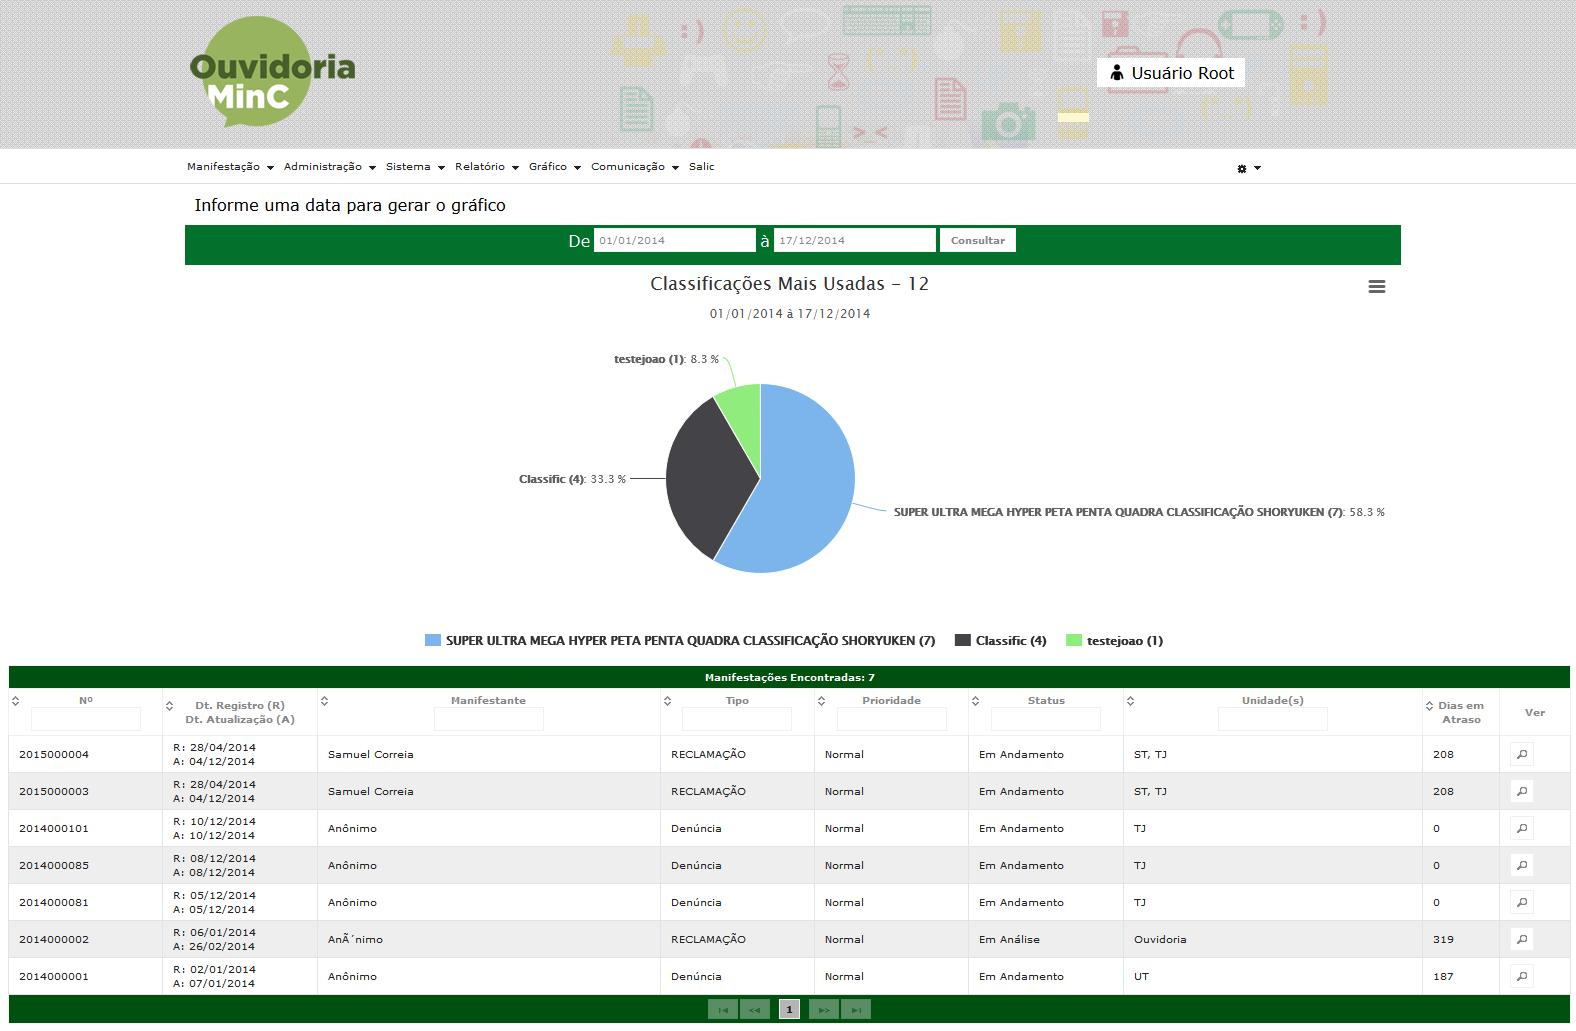 Ouvidoria
MinC
Usuário Root
Manifestação Administração Sistema Relatório Gráfico Comunicação Salic
Informe uma data para gerar o gráfico
De 01/01/2014 à 17/12/2014 Consultar
Classificações Mais Usadas - 12
01/01/2014 à 17/12/2014
testejoao (1): 8.3 %
Classific (4): 33.3 %
SUPER ULTRA MEGA HYPER PETA PENTA QUADRA CLASSIFICAÇÃO SHORYUKEN (7): 58.3 %
SUPER ULTRA MEGA HYPER PETA PENTA QUADRA CLASSIFICAÇÃO SHORYUKEN (7) Classific (4) testejoao (1)
Manifestações Encontradas: 7
Nº Dt. Registro (R) Dt. Atualização (A) Manifestante Tipo Prioridade Status Unidade(s) Dias em Atraso Ver
2015000004 R: 28/04/2014 A: 04/12/2014 Samuel Correia RECLAMAÇÃO Normal Em Andamento ST, TJ 208
2015000003 R: 28/04/2014 A: 04/12/2014 Samuel Correia RECLAMAÇÃO Normal Em Andamento ST, TJ 208
2014000101 R: 10/12/2014 A: 10/12/2014 Anônimo Denúncia Normal Em Andamento TJ 0
2014000085 R: 08/12/2014 A: 08/12/2014 Anônimo Denúncia Normal Em Andamento TJ 0
2014000081 R: 05/12/2014 A: 05/12/2014 Anônimo Denúncia Normal Em Andamento TJ 0
2014000002 R: 06/01/2014 A: 26/02/2014 AnÃ´nimo RECLAMAÇÃO Normal Em Análise Ouvidoria 319
2014000001 R: 02/01/2014 A: 07/01/2014 Anônimo Denúncia Normal Em Andamento UT 187
1